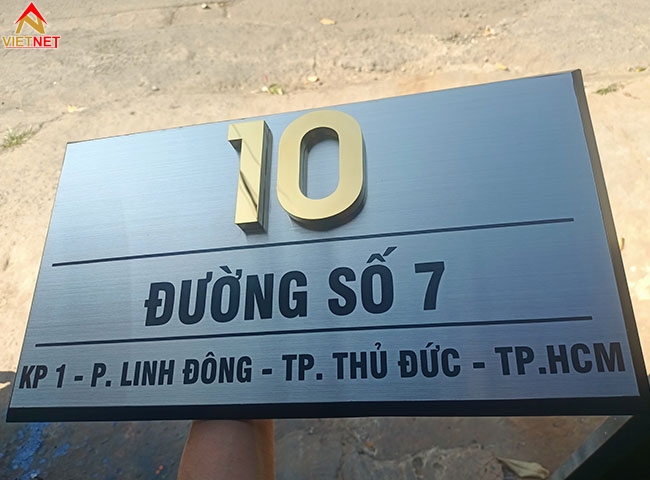 VIETNET
10
ĐƯỜNG SỐ 7
KP 1 - P. LINH ĐÔNG - TP. THỦ ĐỨC - TP.HCM